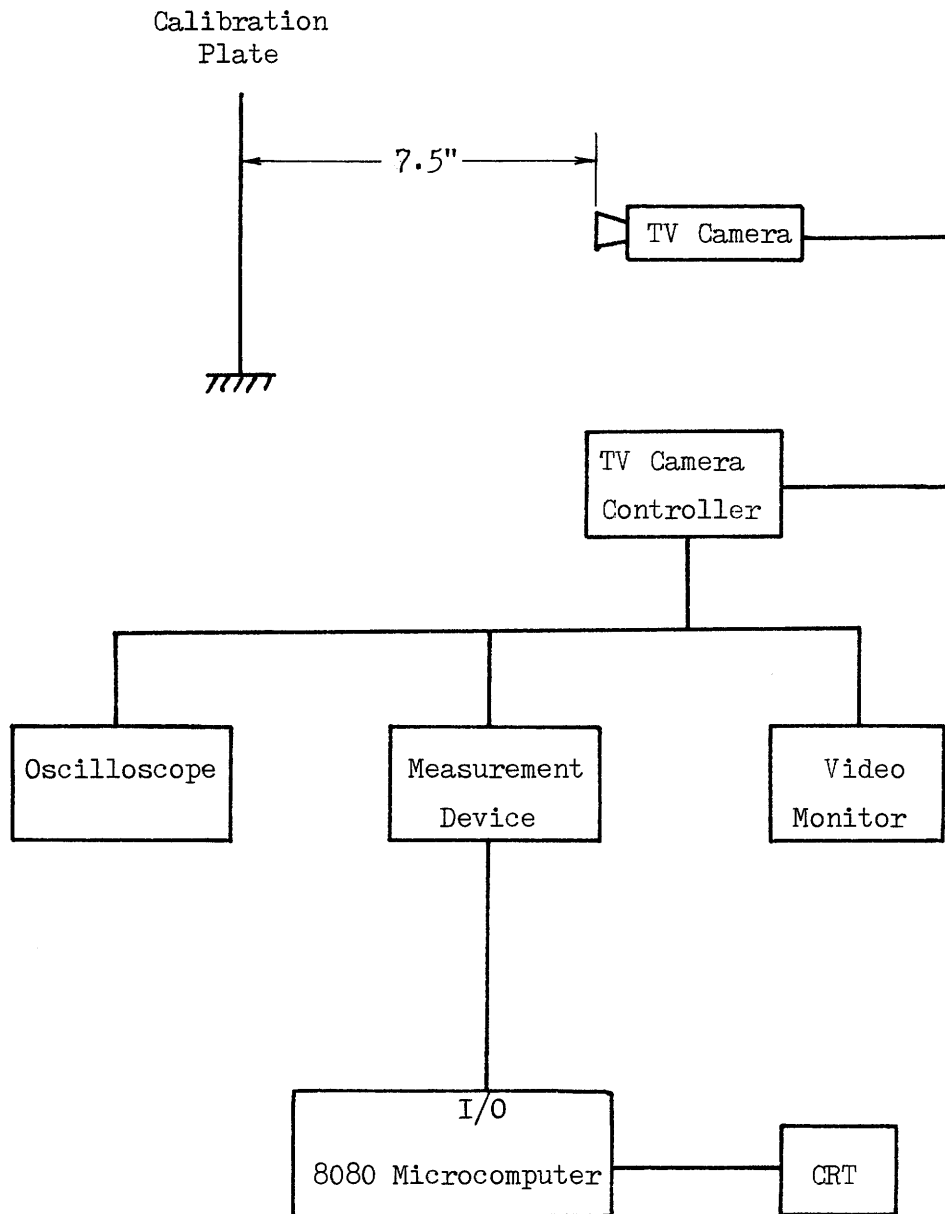 Calibration
Plate
7.5"
TV Camera
TV Camera
Controller
Oscilloscope
Measurement
Device
Video
Monitor
I/O
8080 Microcomputer
CRT